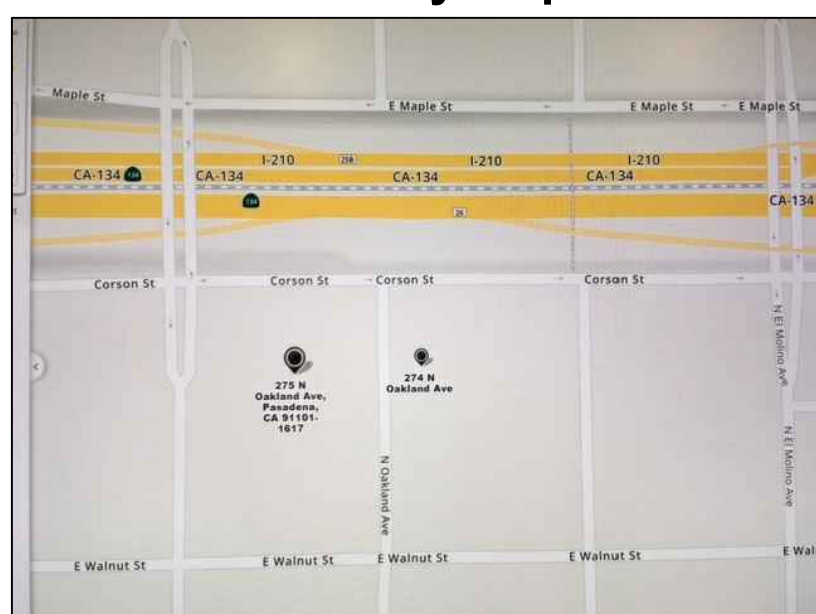 Maple St
E Maple St
E Maple St
E Maple St
I-210
25B
I-210
I-210
CA-134
134
CA-134
CA-134
CA-134
134
26
CA-134
Corson St
Corson St
Corson St
Corson St
N El Molino Ave
275 N
Oakland Ave,
Pasadena,
CA 91101-
1617
274 N
Oakland Ave
N Oakland Ave
N El Molino Ave
E Walnut St
E Walnut St
E Walnut St
E Walnut St
E Wal